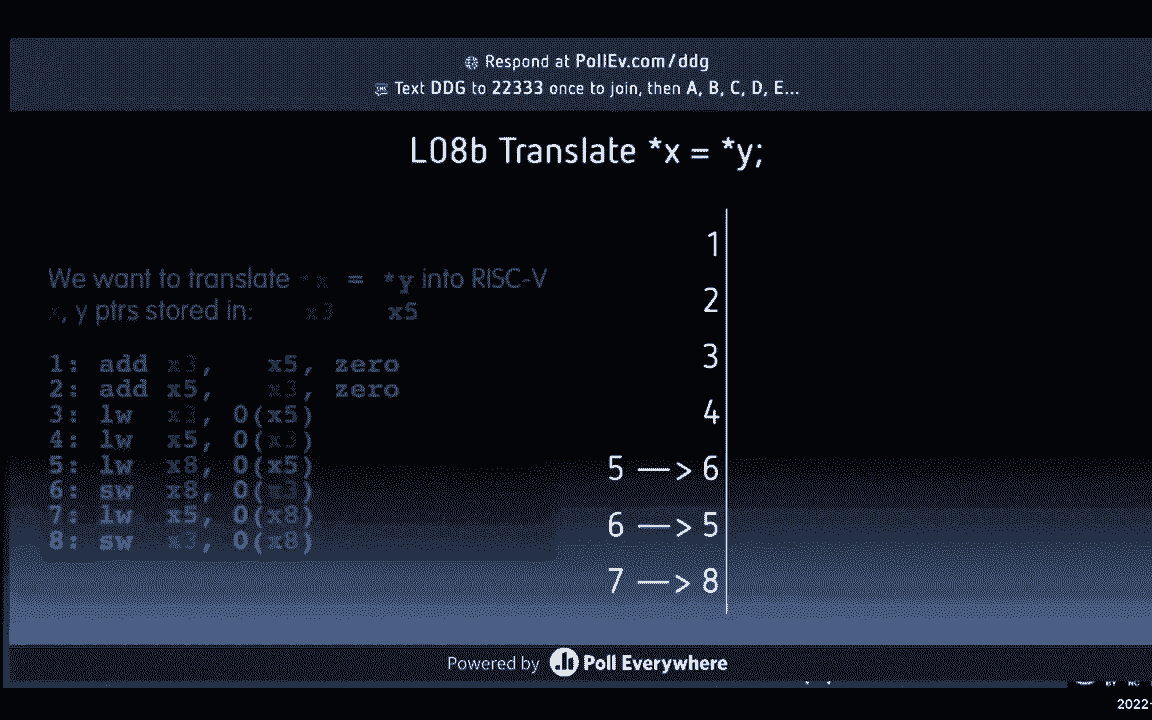 Respond at PollEv.com/ddg
Text DDG to 22333 once to join, then A, B, C, D, E...
L08b Translate *x = *y;
We want to translate *x = *y into RISC-V
x, y ptrs stored in: x3 x5
1: add x3, x5, zero
2: add x5, x3, zero
3: lw x3, 0(x5)
4: lw x5, 0(x3)
5: lw x8, 0(x5)
6: sw x8, 0(x3)
7: lw x5, 0(x8)
8: sw x3, 0(x8)
1
2
3
4
5 —> 6
6 —> 5
7 —> 8
Powered by Poll Everywhere
BY NC
2022-